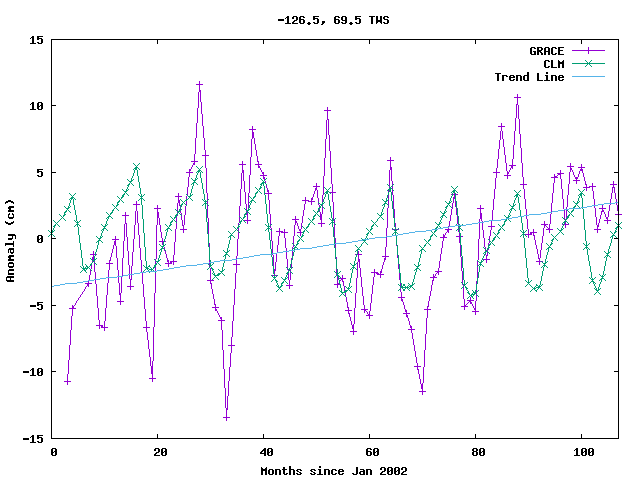 -126.5, 69.5 TWS
GRACE
CLM
Trend Line
15
10
5
0
-5
-10
-15
Anomaly (cm)
0 20 40 60 80 100
Months since Jan 2002